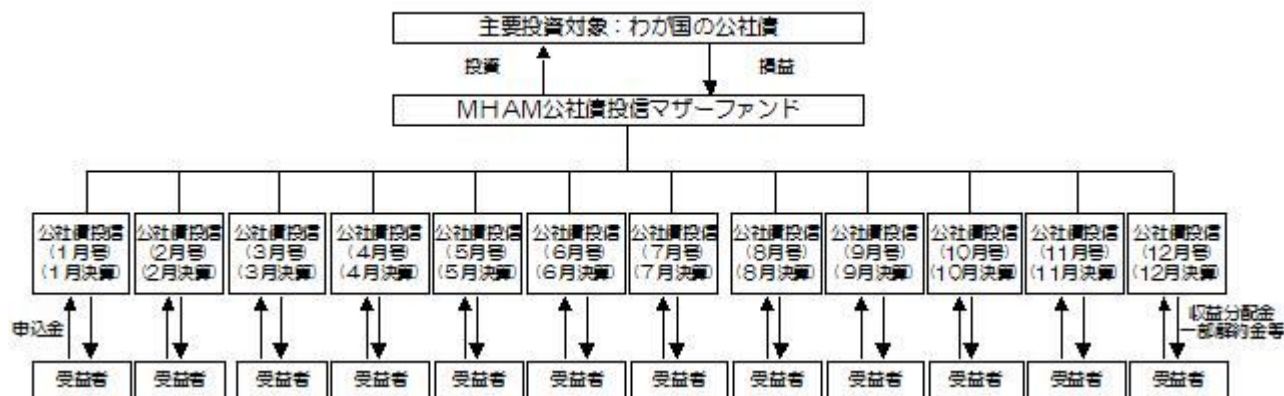 主要投資対象：わが国の公社債
投資
損益
MHAM公社債投信マザーファンド
公社債投信
(1月号)
(1月決算)
公社債投信
(2月号)
(2月決算)
公社債投信
(3月号)
(3月決算)
公社債投信
(4月号)
(4月決算)
公社債投信
(5月号)
(5月決算)
公社債投信
(6月号)
(6月決算)
公社債投信
(7月号)
(7月決算)
公社債投信
(8月号)
(8月決算)
公社債投信
(9月号)
(9月決算)
公社債投信
(10月号)
(10月決算)
公社債投信
(11月号)
(11月決算)
公社債投信
(12月号)
(12月決算)
申込金
収益分配金
一部解約金等
受益者
受益者
受益者
受益者
受益者
受益者
受益者
受益者
受益者
受益者
受益者
受益者